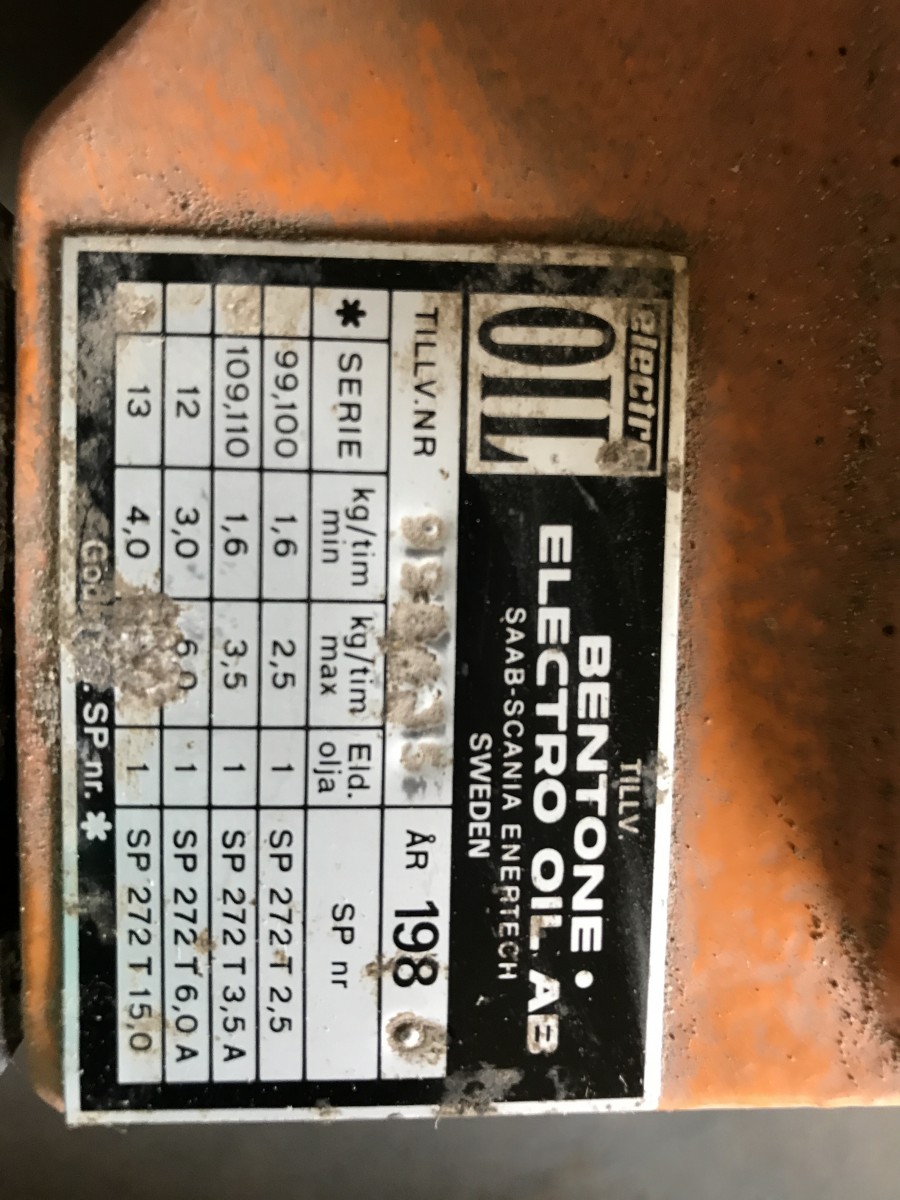 electro
OIL
TILLV.
BENTONE •
ELECTRO OIL AB
SAAB-SCANIA ENERTECH
SWEDEN
TILLV.NR ÅR 198
* SERIE kg/tim min kg/tim max Eld. olja SP nr
99,100 1,6 2,5 1 SP 272 T 2,5
109,110 1,6 3,5 1 SP 272 T 3,5 A
12 3,0 6,0 1 SP 272 T 6,0 A
13 4,0 1 SP 272 T 15,0
SP nr. *